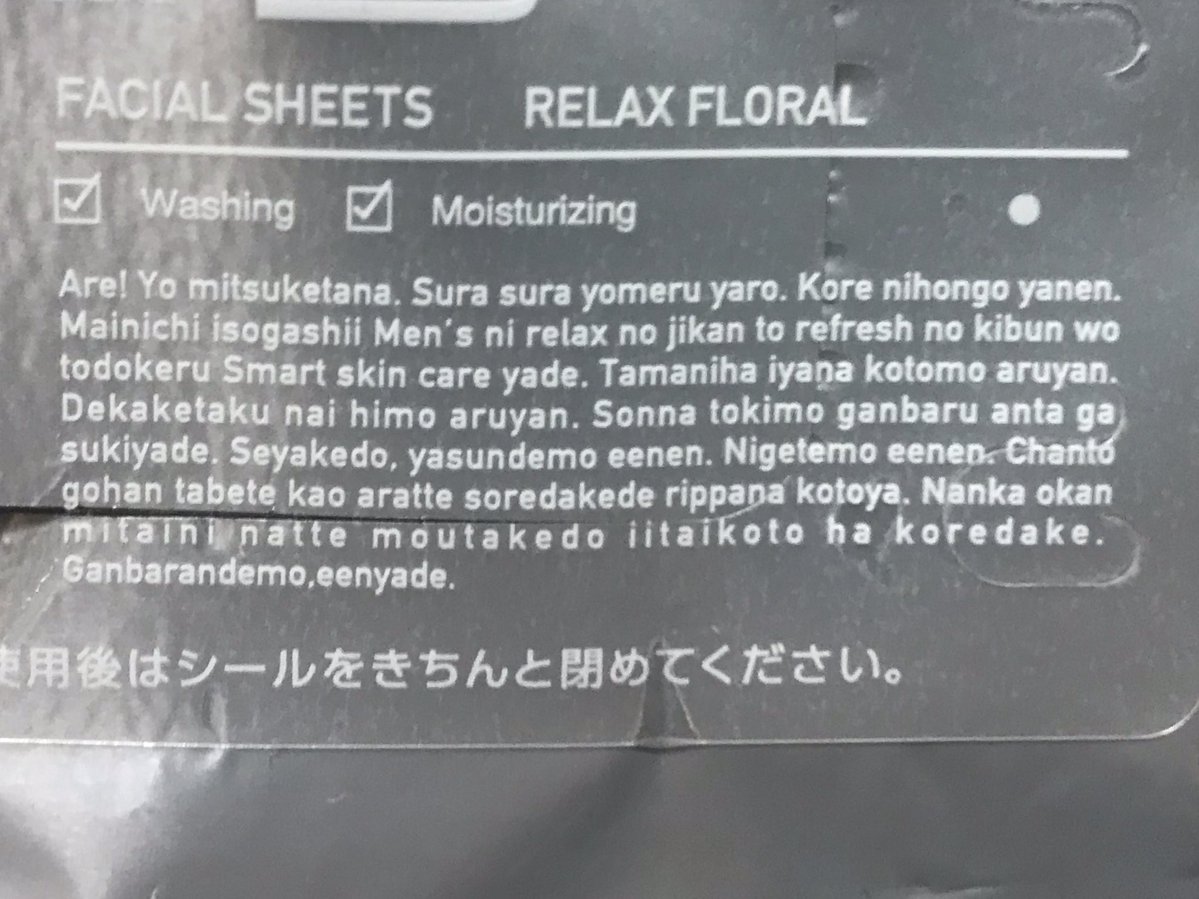 FACIAL SHEETS RELAX FLORAL
Washing Moisturizing
Are! Yo mitsuketana. Sura sura yomeru yaro. Kore nihongo yanen.
Mainichi isogashii Men's ni relax no jikan to refresh no kibun wo
todokeru Smart skin care yade. Tamaniha iyana kotomo aruyan.
Dekaketaku nai himo aruyan. Sonna tokimo ganbaru anta ga
sukiyade. Seyakedo, yasundemo eenen. Nigetemo eenen. Chanto
gohan tabete kao aratte soredakede rippana kotoya. Nanka okan
mitaini natte moutakedo iitaikoto ha koredake.
Ganbarandemo,eenyade.
使用後はシールをきちんと閉めてください。